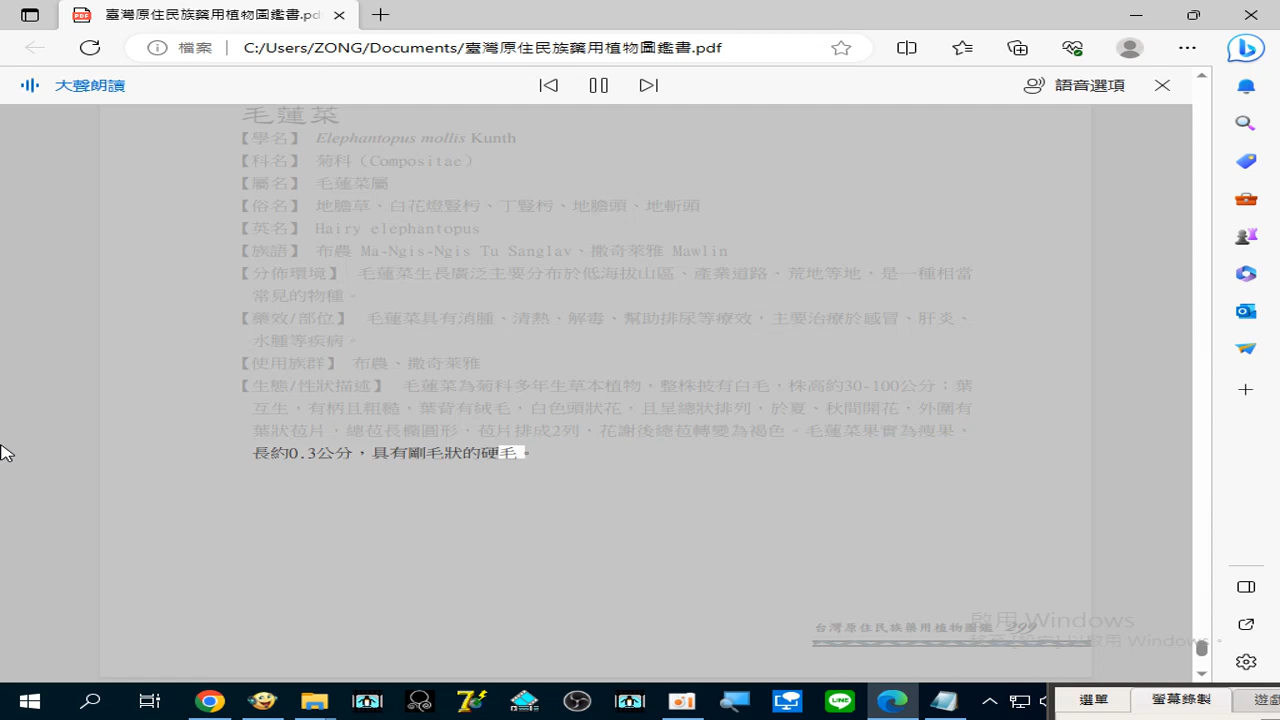 臺灣原住民族藥用植物圖鑑書.pd
檔案
C:/Users/ZONG/Documents/臺灣原住民族藥用植物圖鑑書.pdf
大聲朗讀
語音選項
毛蓮菜
【學名】 Elephantopus mollis Kunth
【科名】 菊科（Compositae）
【屬名】 毛蓮菜屬
【俗名】 地膽草、白花燈豎杇、丁豎杇、地膽頭、地斬頭
【英名】 Hairy elephantopus
【族語】 布農 Ma-Ngis-Ngis Tu Sanglav、撒奇萊雅 Mawlin
【分佈環境】 毛蓮菜生長廣泛主要分布於低海拔山區、產業道路、荒地等地，是一種相當
常見的物種。
【藥效/部位】 毛蓮菜具有消腫、清熱、解毒、幫助排尿等療效，主要治療於感冒、肝炎、
水腫等疾病。
【使用族群】 布農、撒奇萊雅
【生態/性狀描述】 毛蓮菜為菊科多年生草本植物，整株披有白毛，株高約30-100公分；葉
互生，有柄且粗糙，葉背有絨毛，白色頭狀花，且呈總狀排列，於夏、秋間開花，外圍有
葉狀苞片，總苞長橢圓形，苞片排成2列，花謝後總苞轉變為褐色。毛蓮菜果實為瘦果，
長約0.3公分，具有剛毛狀的硬毛。
台灣原住民族藥用植物圖鑑 299
啟用 Windows
移至 [設定] 以啟用 Windows。
選單
螢幕錄製
遊戲